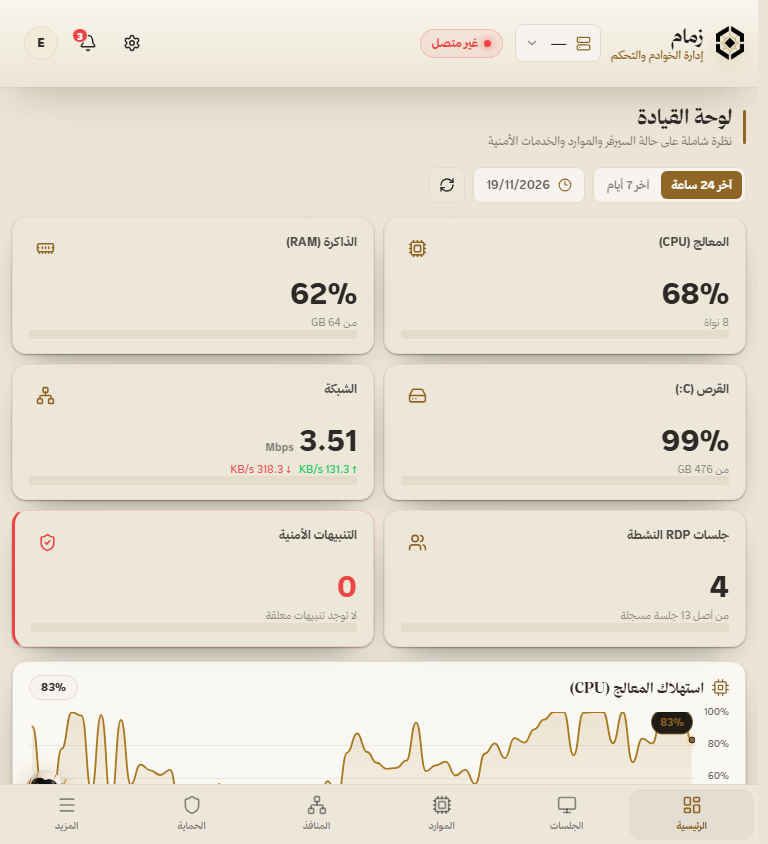 زمام
إدارة الخوادم والتحكم
—
غير متصل
3
E
لوحة القيادة
نظرة شاملة على حالة السيرفر والموارد والخدمات الأمنية
آخر 24 ساعة
آخر 7 أيام
19/11/2026
المعالج (CPU)
68%
8 نواة
الذاكرة (RAM)
62%
من 64 GB
القرص (C:)
99%
من 476 GB
الشبكة
3.51 Mbps
↑ 131.3 KB/s ↓ 318.3 KB/s
جلسات RDP النشطة
4
من أصل 13 جلسة مسجلة
التنبيهات الأمنية
0
لا توجد تنبيهات معلقة
استهلاك المعالج (CPU)
83%
83%
100%
80%
60%
الرئيسية
الجلسات
الموارد
المنافذ
الحماية
المزيد